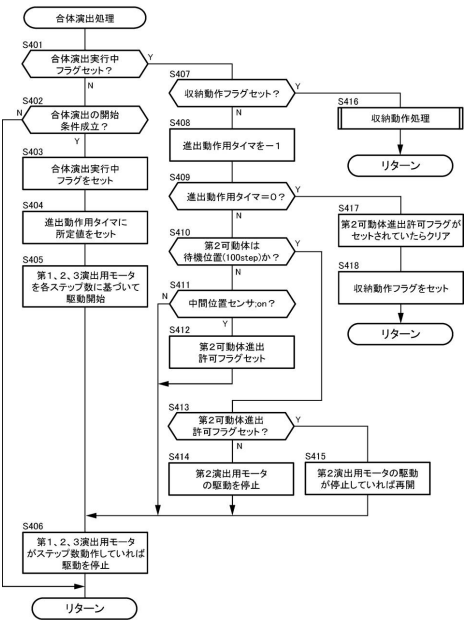 合体演出処理
S401
合体演出実行中
フラグセット?
Y
N
S402
合体演出の開始
条件成立?
N
Y
S403
合体演出実行中
フラグをセット
S404
進出動作用タイマに
所定値をセット
S405
第1、2、3演出用モータ
を各ステップ数に基づいて
駆動開始
S406
第1、2、3演出用モータ
がステップ数動作していれば
駆動を停止
リターン
S407
収納動作フラグセット?
Y
N
S408
進出動作用タイマを-1
S409
進出動作用タイマ=0?
Y
N
S410
第2可動体は
待機位置(100step)か?
Y
N
S411
中間位置センサ;on?
N
Y
S412
第2可動体進出
許可フラグセット
S413
第2可動体進出
許可フラグセット?
Y
N
S414
第2演出用モータ
の駆動を停止
S415
第2演出用モータの駆動
が停止していれば再開
S416
収納動作処理
リターン
S417
第2可動体進出許可フラグが
セットされていたらクリア
S418
収納動作フラグをセット
リターン